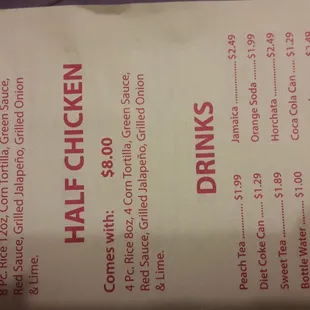 8 Pc. Rice 12oz, Corn Tortilla, Green Sauce,
Red Sauce, Grilled Jalapeño, Grilled Onion
& Lime.
HALF CHICKEN
Comes with: $8.00
4 Pc. Rice 8oz, 4 Corn Tortilla, Green Sauce,
Red Sauce, Grilled Jalapeño, Grilled Onion
& Lime.
DRINKS
Jamaica ............ $2.49
Orange Soda ..... $1.99
Horchata ........... $2.49
Coca Cola Can .... $1.29
Peach Tea ............ $1.99
Diet Coke Can ..... $1.29
Sweet Tea ........... $1.89
Bottle Water ....... $1.00